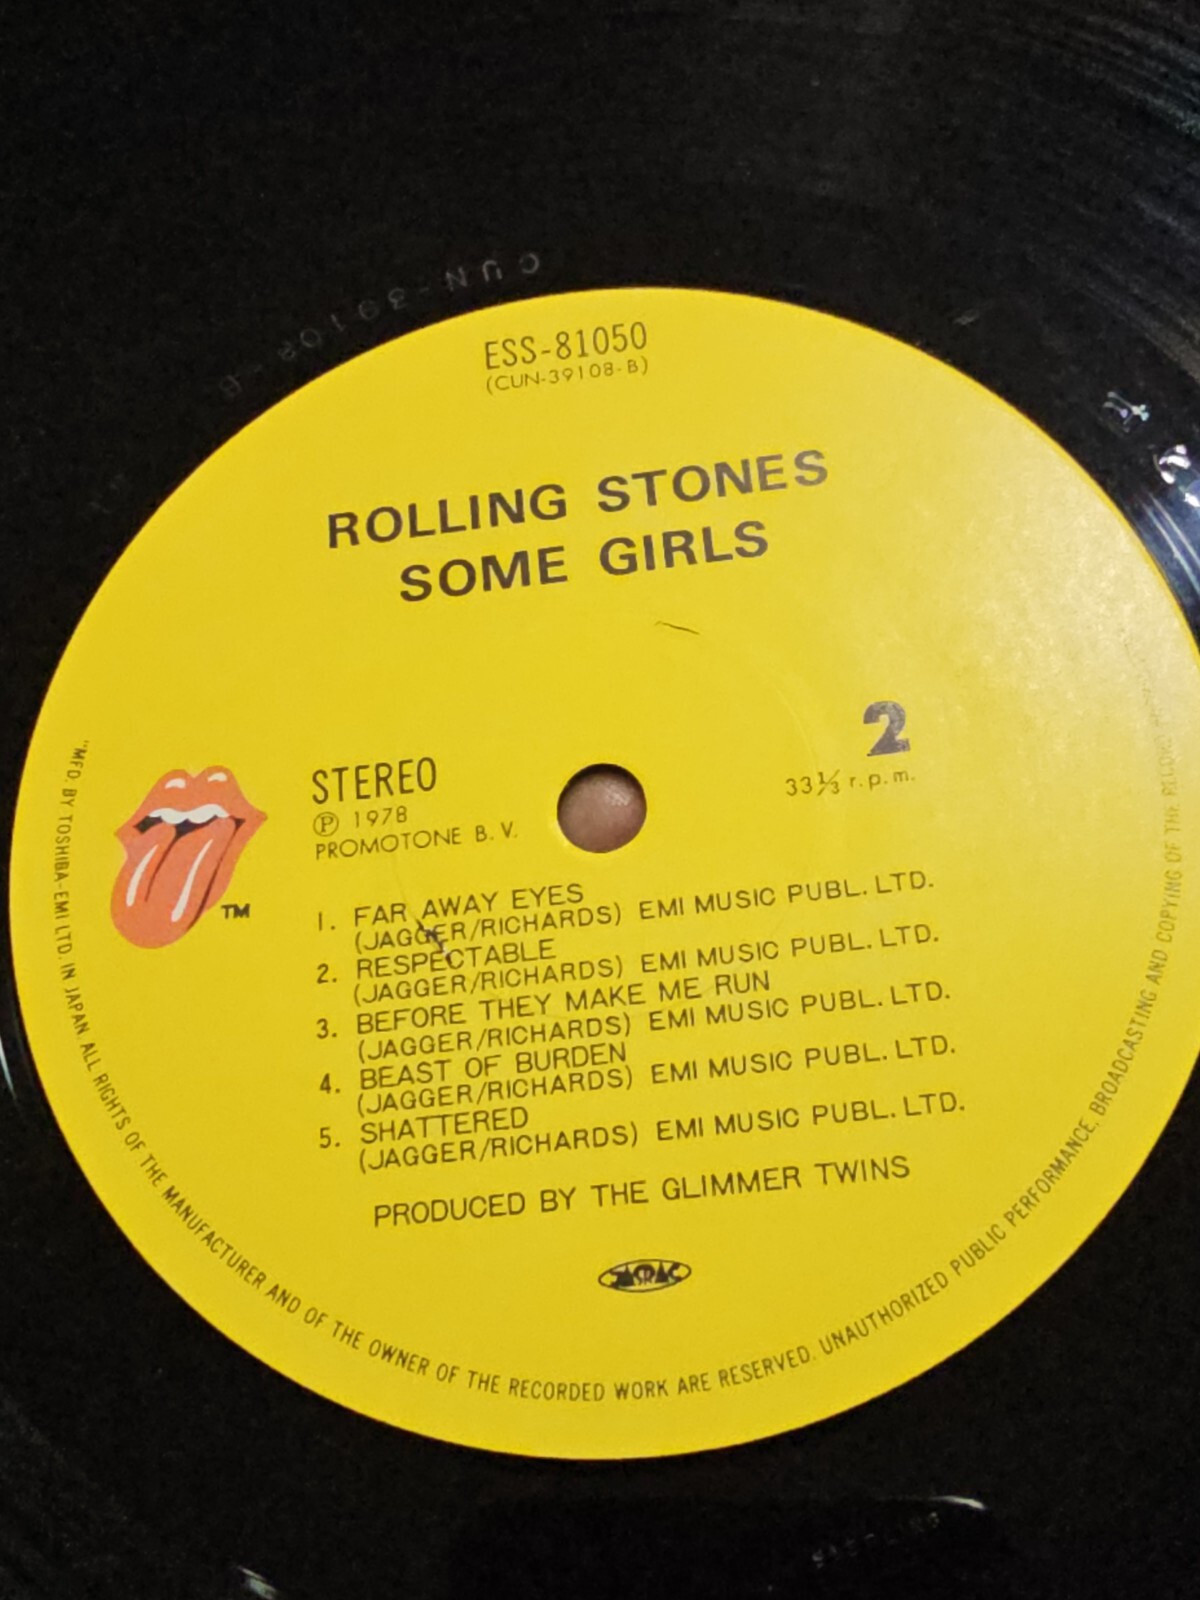 CUN-39108-B
ESS-81050
(CUN-39108-B)
ROLLING STONES
SOME GIRLS
2
33⅓ r.p.m.
STEREO
Ⓟ 1978
PROMOTONE B.V.
TM
1. FAR AWAY EYES
(JAGGER/RICHARDS) EMI MUSIC PUBL. LTD.
2. RESPECTABLE
(JAGGER/RICHARDS) EMI MUSIC PUBL. LTD.
3. BEFORE THEY MAKE ME RUN
(JAGGER/RICHARDS) EMI MUSIC PUBL. LTD.
4. BEAST OF BURDEN
(JAGGER/RICHARDS) EMI MUSIC PUBL. LTD.
5. SHATTERED
(JAGGER/RICHARDS) EMI MUSIC PUBL. LTD.
PRODUCED BY THE GLIMMER TWINS
JASRAC
"MFD. BY TOSHIBA-EMI LTD. IN JAPAN. ALL RIGHTS OF THE MANUFACTURER AND OF THE OWNER OF THE RECORDED WORK ARE RESERVED. UNAUTHORIZED PUBLIC PERFORMANCE, BROADCASTING AND COPYING OF THE RECORD